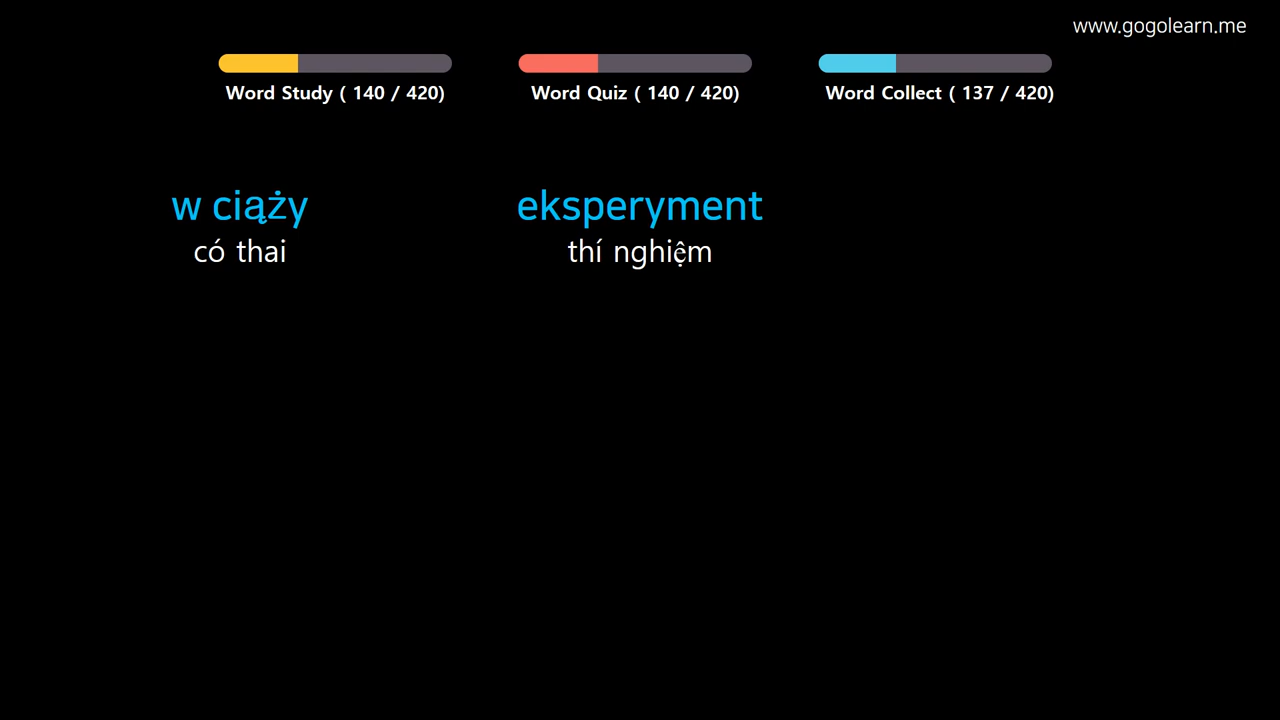 www.gogolearn.me
Word Study ( 140 / 420)
Word Quiz ( 140 / 420)
Word Collect ( 137 / 420)
w ciąży
có thai
eksperyment
thí nghiệm